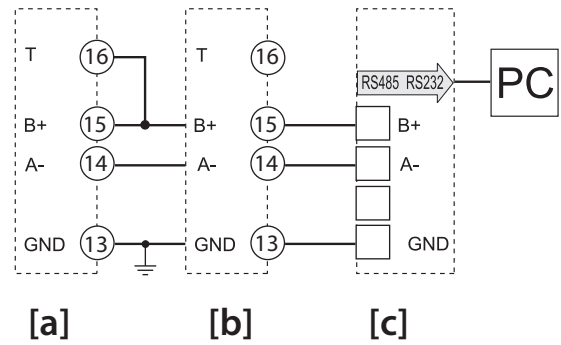 T 16 T 16
RS485 RS232 PC
B+ 15 B+ 15 B+
A- 14 A- 14 A-
GND 13 GND 13 GND
[a] [b] [c]